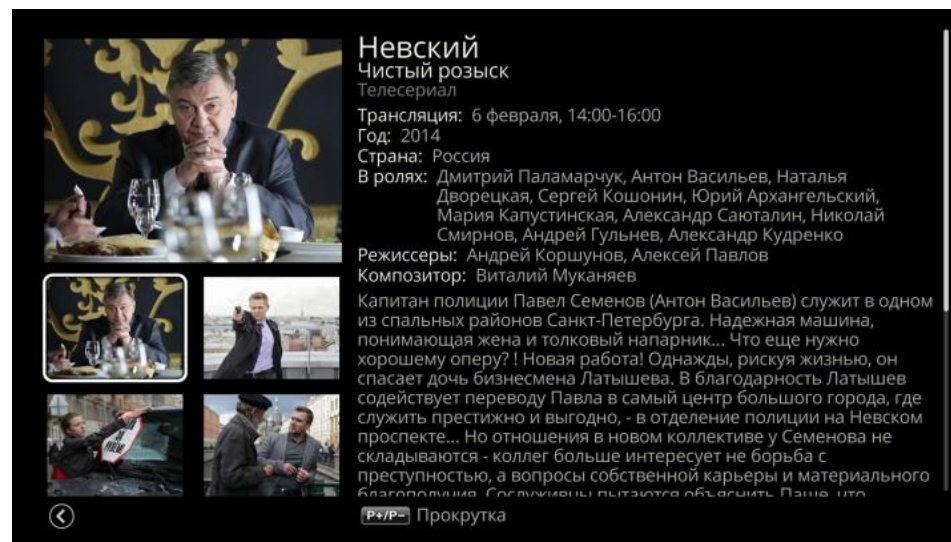 Невский
Чистый розыск
Телесериал
Трансляция: 6 февраля, 14:00-16:00
Год: 2014
Страна: Россия
В ролях: Дмитрий Паламарчук, Антон Васильев, Наталья
Дворецкая, Сергей Кошонин, Юрий Архангельский,
Мария Капустинская, Александр Саюталин, Николай
Смирнов, Андрей Гульнев, Александр Кудренко
Режиссеры: Андрей Коршунов, Алексей Павлов
Композитор: Виталий Муканяев
Капитан полиции Павел Семенов (Антон Васильев) служит в одном
из спальных районов Санкт-Петербурга. Надежная машина,
понимающая жена и толковый напарник... Что еще нужно
хорошему оперу? ! Новая работа! Однажды, рискуя жизнью, он
спасает дочь бизнесмена Латышева. В благодарность Латышев
содействует переводу Павла в самый центр большого города, где
служить престижно и выгодно, - в отделение полиции на Невском
проспекте... Но отношения в новом коллективе у Семенова не
складываются - коллег больше интересует не борьба с
преступностью, а вопросы собственной карьеры и материального
благополучия. Сослуживцы пытаются объяснить Паше, что
P+/P- Прокрутка